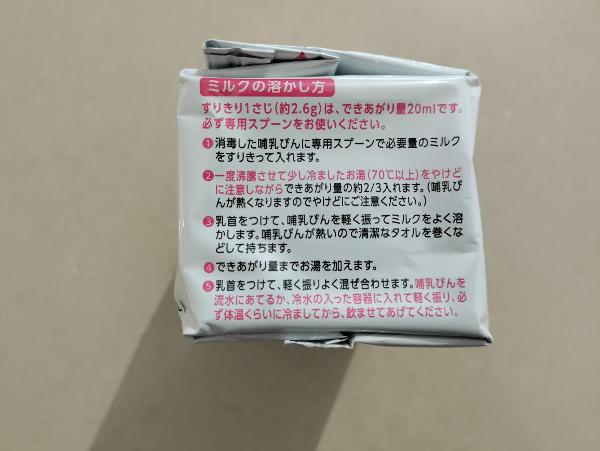 ミルクの溶かし方
すりきり1さじ(約2.6g)は、できあがり量20mlです。
必ず専用スプーンをお使いください。
❶消毒した哺乳びんに専用スプーンで必要量のミルク
をすりきって入れます。
❷一度沸騰させて少し冷ましたお湯(70℃以上)をやけど
に注意しながらできあがり量の約2/3入れます。(哺乳び
んが熱くなりますのでやけどにご注意ください。)
❸乳首をつけて、哺乳びんを軽く振ってミルクをよく溶
かします。哺乳びんが熱いので清潔なタオルを巻くな
どして持ちます。
❹できあがり量までお湯を加えます。
❺乳首をつけて、軽く振りよく混ぜ合わせます。哺乳びんを
流水にあてるか、冷水の入った容器に入れて軽く振り、必
ず体温くらいに冷ましてから、飲ませてあげてください。